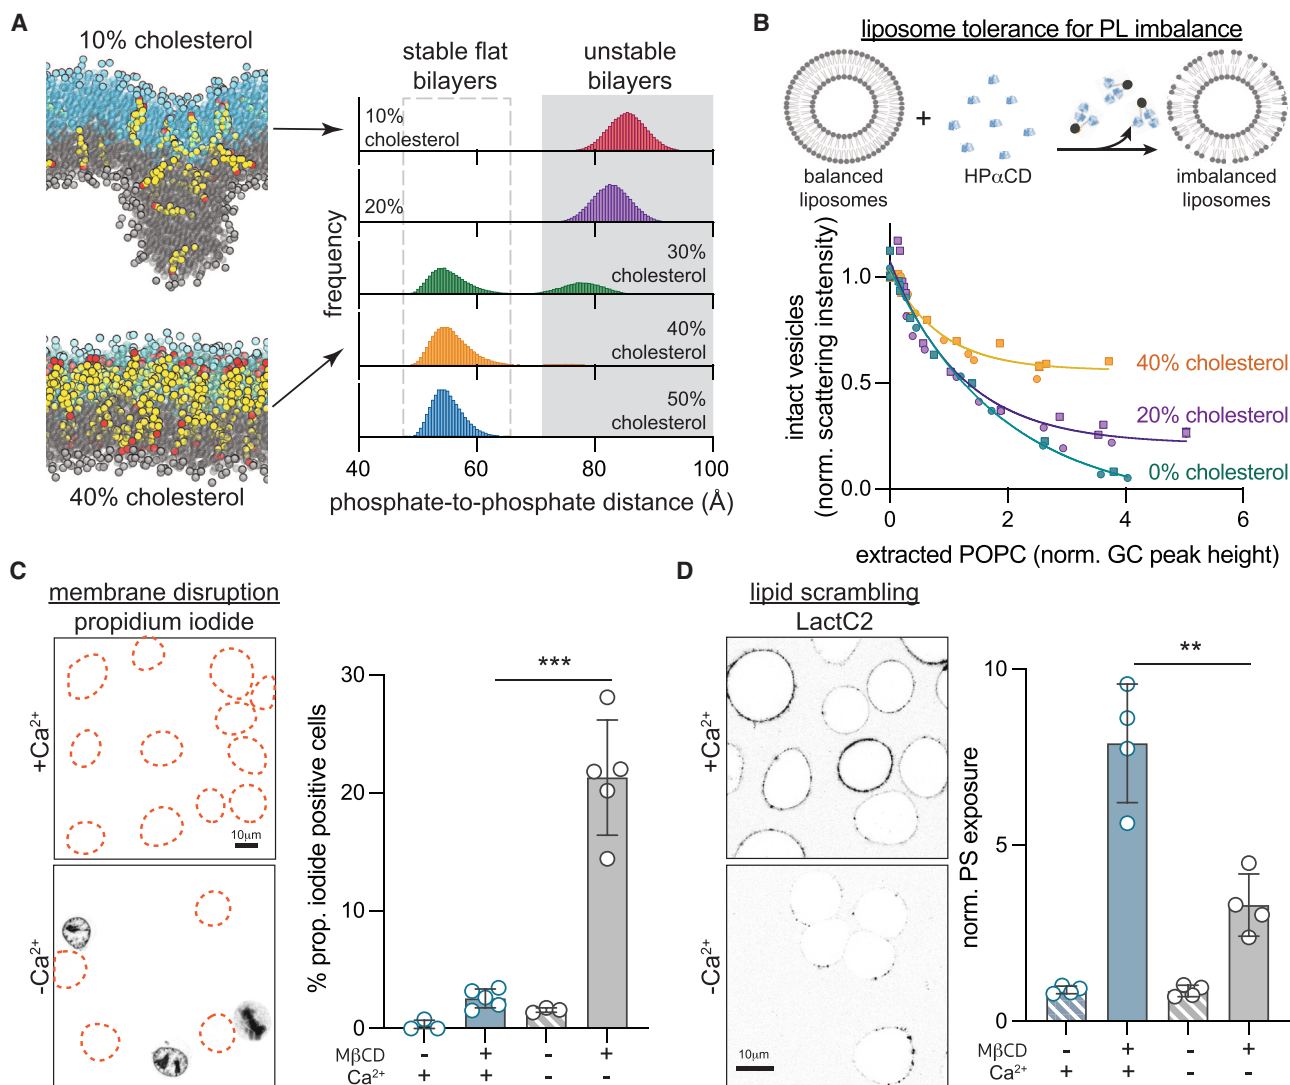 A
10% cholesterol
40% cholesterol
stable flat
bilayers
unstable
bilayers
10%
cholesterol
20%
30%
cholesterol
40%
cholesterol
50%
cholesterol
frequency
40
60
80
100
phosphate-to-phosphate distance (Å)
B
liposome tolerance for PL imbalance
+
balanced
liposomes
HPαCD
imbalanced
liposomes
intact vesicles
(norm. scattering intensity)
1.0
0.5
0.0
40% cholesterol
20% cholesterol
0% cholesterol
0
2
4
6
extracted POPC (norm. GC peak height)
C
membrane disruption
propidium iodide
+Ca²⁺
10μm
-Ca²⁺
% prop. iodide positive cells
30
20
10
0
***
MβCD - + - +
Ca²⁺ + + - -
D
lipid scrambling
LactC2
+Ca²⁺
-Ca²⁺
10μm
norm. PS exposure
10
5
0
**
MβCD - + - +
Ca²⁺ + + - -